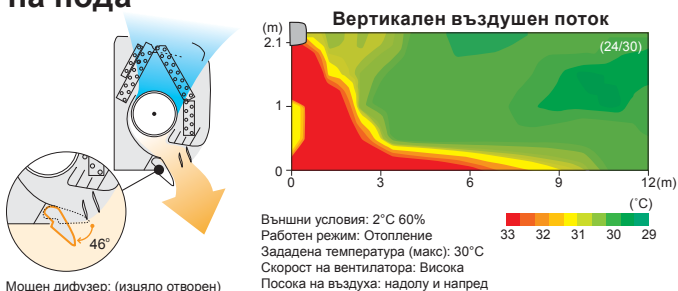 на пода
Вертикален въздушен поток
(m)
2.1
1
0
(24/30)
0 3 6 9 12(m)
46°
Мощен дифузер: (изцяло отворен)
Външни условия: 2°C 60%
Работен режим: Отопление
Зададена температура (макс): 30°C
Скорост на вентилатора: Висока
Посока на въздуха: надолу и напред
(°C)
33 32 31 30 29